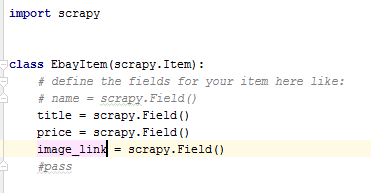 import scrapy
class EbayItem(scrapy.Item):
# define the fields for your item here like:
# name = scrapy.Field()
title = scrapy.Field()
price = scrapy.Field()
image_link = scrapy.Field()
#pass